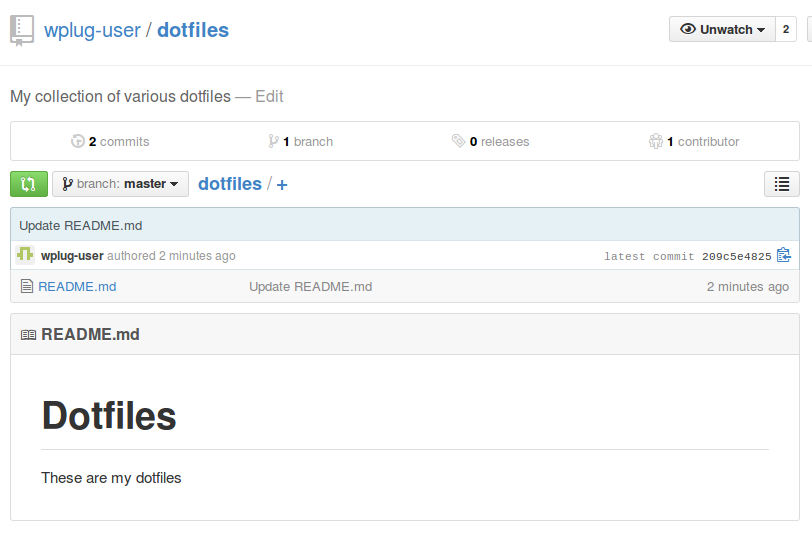 wplug-user / dotfiles
Unwatch 2
My collection of various dotfiles — Edit
2 commits 1 branch 0 releases 1 contributor
branch: master dotfiles / +
Update README.md
wplug-user authored 2 minutes ago latest commit 209c5e4825
README.md Update README.md 2 minutes ago
README.md
Dotfiles
These are my dotfiles